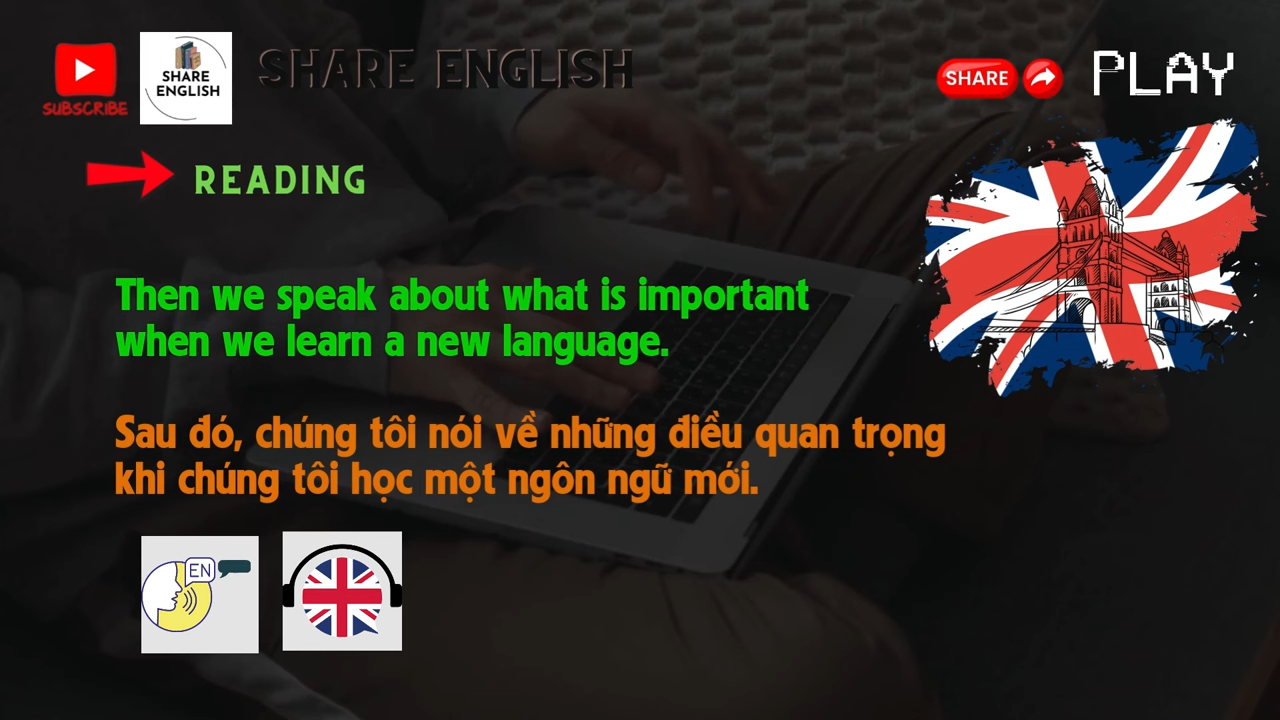 SUBSCRIBE
SHARE
ENGLISH
SHARE ENGLISH
SHARE
PLAY
READING
Then we speak about what is important
when we learn a new language.
Sau đó, chúng tôi nói về những điều quan trọng
khi chúng tôi học một ngôn ngữ mới.
EN